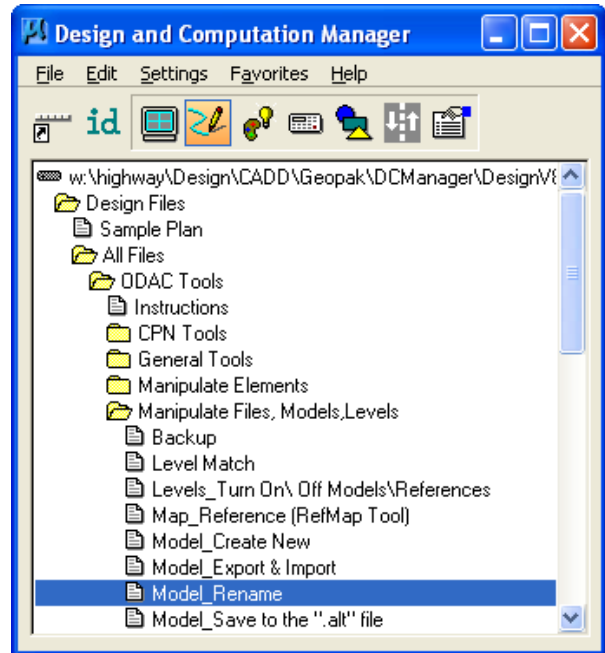 Design and Computation Manager
File Edit Settings Favorites Help
id
w:\highway\Design\CADD\Geopak\DCManager\DesignV8
Design Files
Sample Plan
All Files
ODAC Tools
Instructions
CPN Tools
General Tools
Manipulate Elements
Manipulate Files, Models,Levels
Backup
Level Match
Levels_Turn On\ Off Models\References
Map_Reference (RefMap Tool)
Model_Create New
Model_Export & Import
Model_Rename
Model_Save to the ".alt" file